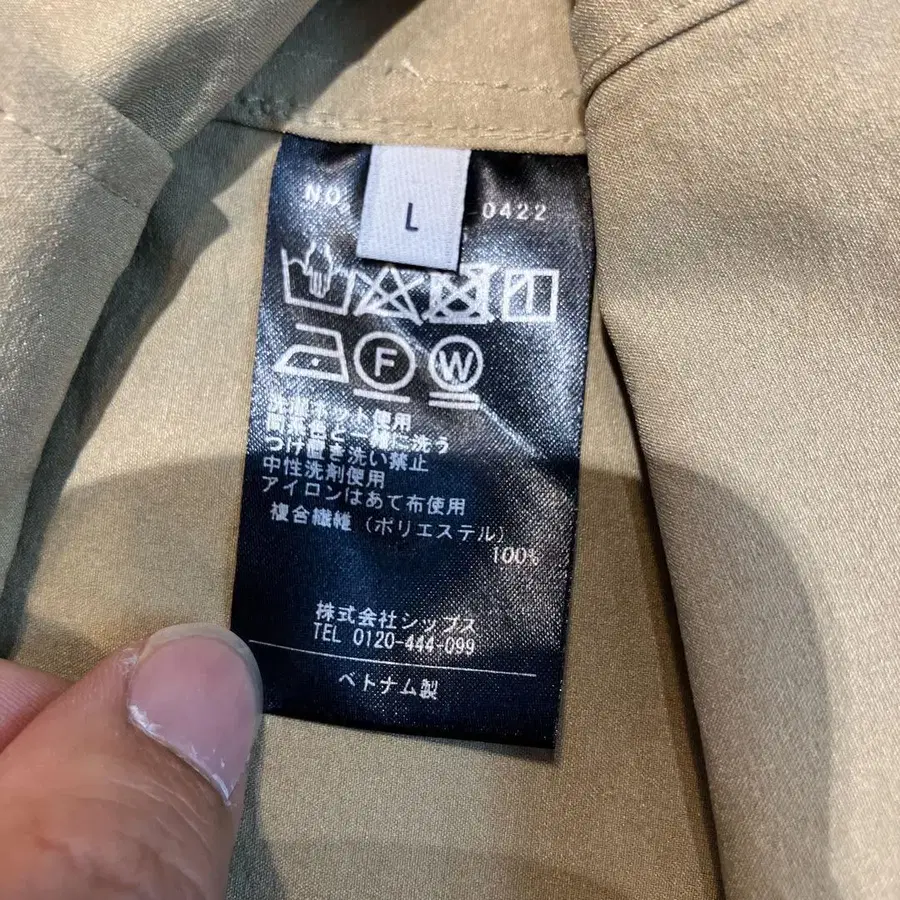 NO. 0422
L
F W
洗濯ネット使用
同系色と一緒に洗う
つけ置き洗い禁止
中性洗剤使用
アイロンはあて布使用
複合繊維(ポリエステル)
100%
株式会社シップス
TEL 0120-444-099
ベトナム製